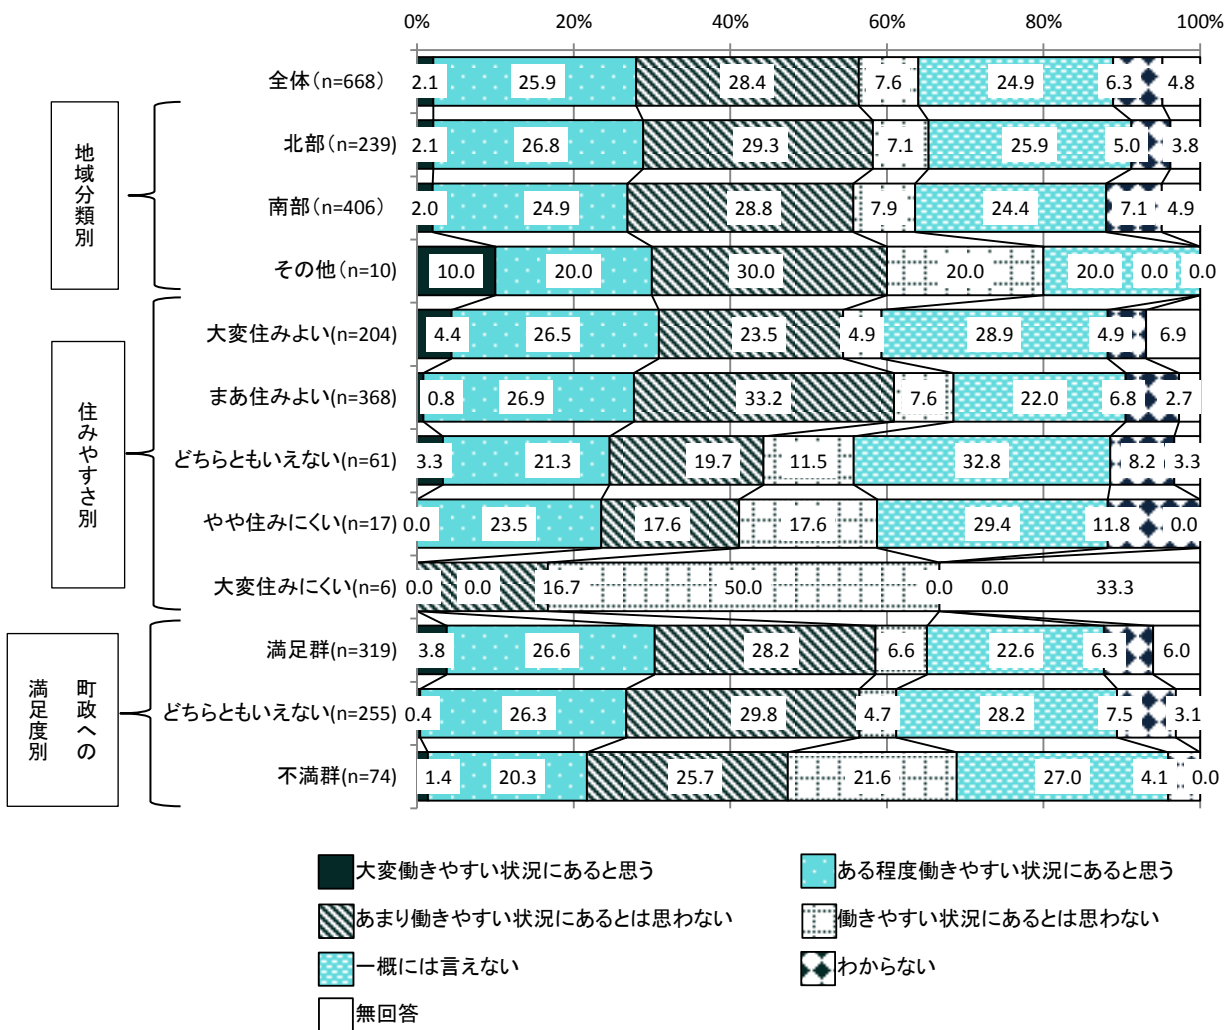 0% 20% 40% 60% 80% 100%
全体(n=668) 2.1 25.9 28.4 7.6 24.9 6.3 4.8
地域分類別
北部(n=239) 2.1 26.8 29.3 7.1 25.9 5.0 3.8
南部(n=406) 2.0 24.9 28.8 7.9 24.4 7.1 4.9
その他(n=10) 10.0 20.0 30.0 20.0 20.0 0.0 0.0
住みやすさ別
大変住みよい(n=204) 4.4 26.5 23.5 4.9 28.9 4.9 6.9
まあ住みよい(n=368) 0.8 26.9 33.2 7.6 22.0 6.8 2.7
どちらともいえない(n=61) 3.3 21.3 19.7 11.5 32.8 8.2 3.3
やや住みにくい(n=17) 0.0 23.5 17.6 17.6 29.4 11.8 0.0
大変住みにくい(n=6) 0.0 0.0 16.7 50.0 0.0 0.0 33.3
町政への
満足度別
満足群(n=319) 3.8 26.6 28.2 6.6 22.6 6.3 6.0
どちらともいえない(n=255) 0.4 26.3 29.8 4.7 28.2 7.5 3.1
不満群(n=74) 1.4 20.3 25.7 21.6 27.0 4.1 0.0
大変働きやすい状況にあると思う
ある程度働きやすい状況にあると思う
あまり働きやすい状況にあるとは思わない
働きやすい状況にあるとは思わない
一概には言えない
わからない
無回答